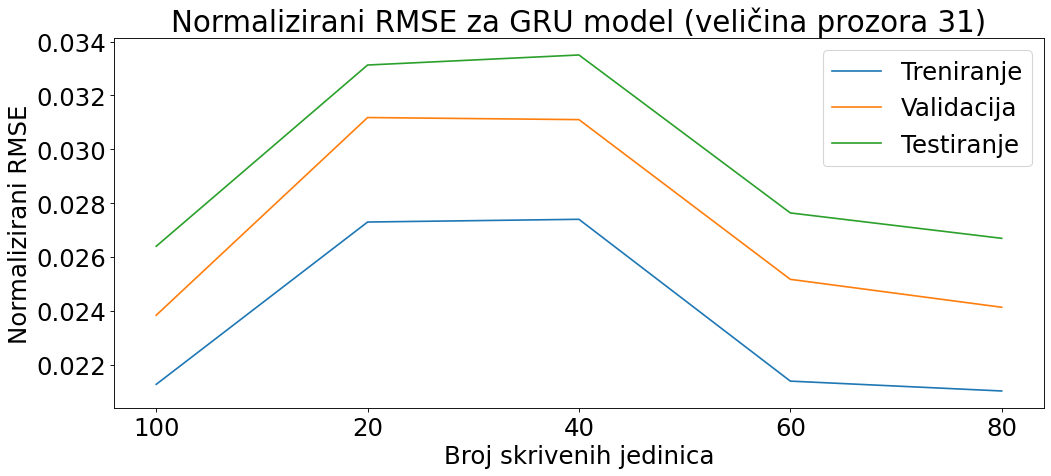 Normalizirani RMSE za GRU model (veličina prozora 31)
Normalizirani RMSE
0.034
0.032
0.030
0.028
0.026
0.024
0.022
Treniranje
Validacija
Testiranje
100 20 40 60 80
Broj skrivenih jedinica